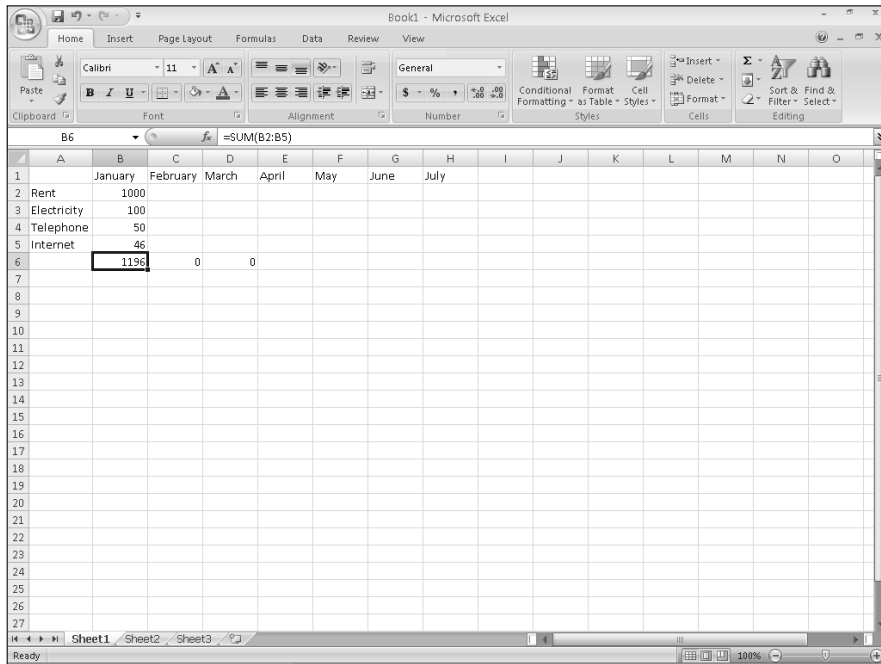 Book1 - Microsoft Excel
Home Insert Page Layout Formulas Data Review View
Paste
Calibri 11 A A
B I U A
General
$ % , .00 .0
Conditional Formatting
Format as Table
Cell Styles
Insert
Delete
Format
Σ
Sort & Filter
Find & Select
Clipboard Font Alignment Number Styles Cells Editing
B6 fx =SUM(B2:B5)
A B C D E F G H I J K L M N O
1 January February March April May June July
2 Rent 1000
3 Electricity 100
4 Telephone 50
5 Internet 46
6 1196 0 0
7
8
9
10
11
12
13
14
15
16
17
18
19
20
21
22
23
24
25
26
27
Sheet1 Sheet2 Sheet3
Ready 100%